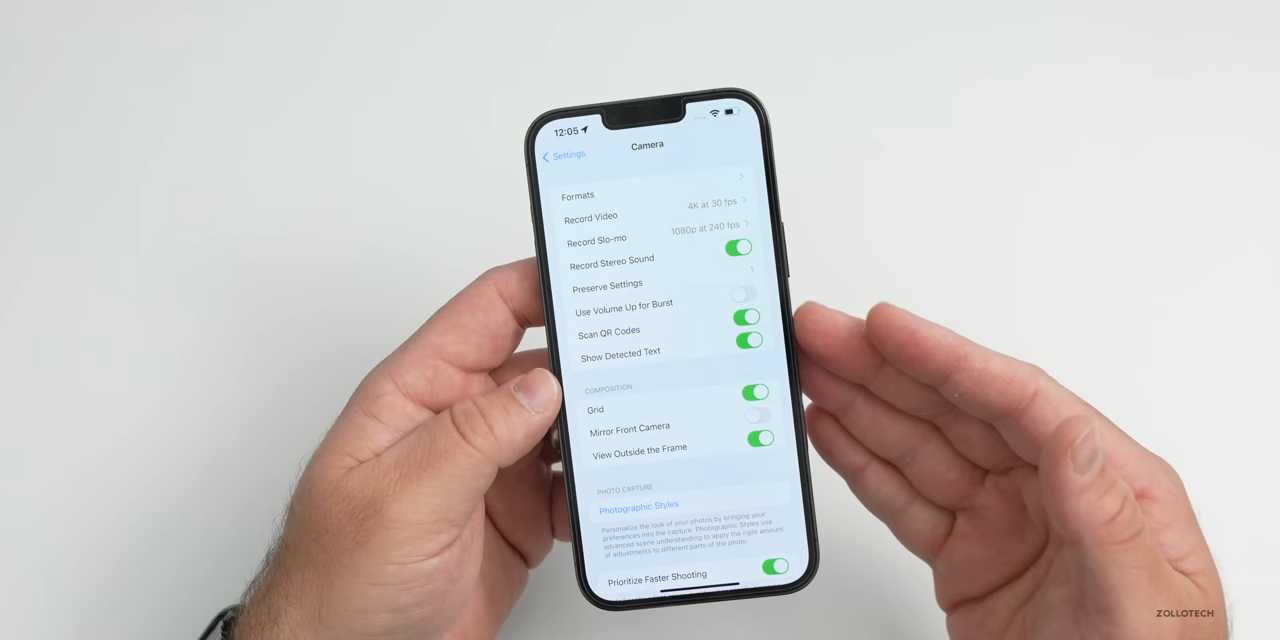 12:05
Settings
Camera
Formats
Record Video 4K at 30 fps
Record Slo-mo 1080p at 240 fps
Record Stereo Sound
Preserve Settings
Use Volume Up for Burst
Scan QR Codes
Show Detected Text
COMPOSITION
Grid
Mirror Front Camera
View Outside the Frame
PHOTO CAPTURE
Photographic Styles
Personalize the look of your photos by bringing your
preferences into the capture. Photographic Styles use
advanced scene understanding to apply the right amount
of adjustments to different parts of the photo.
Prioritize Faster Shooting
ZOLLOTECH